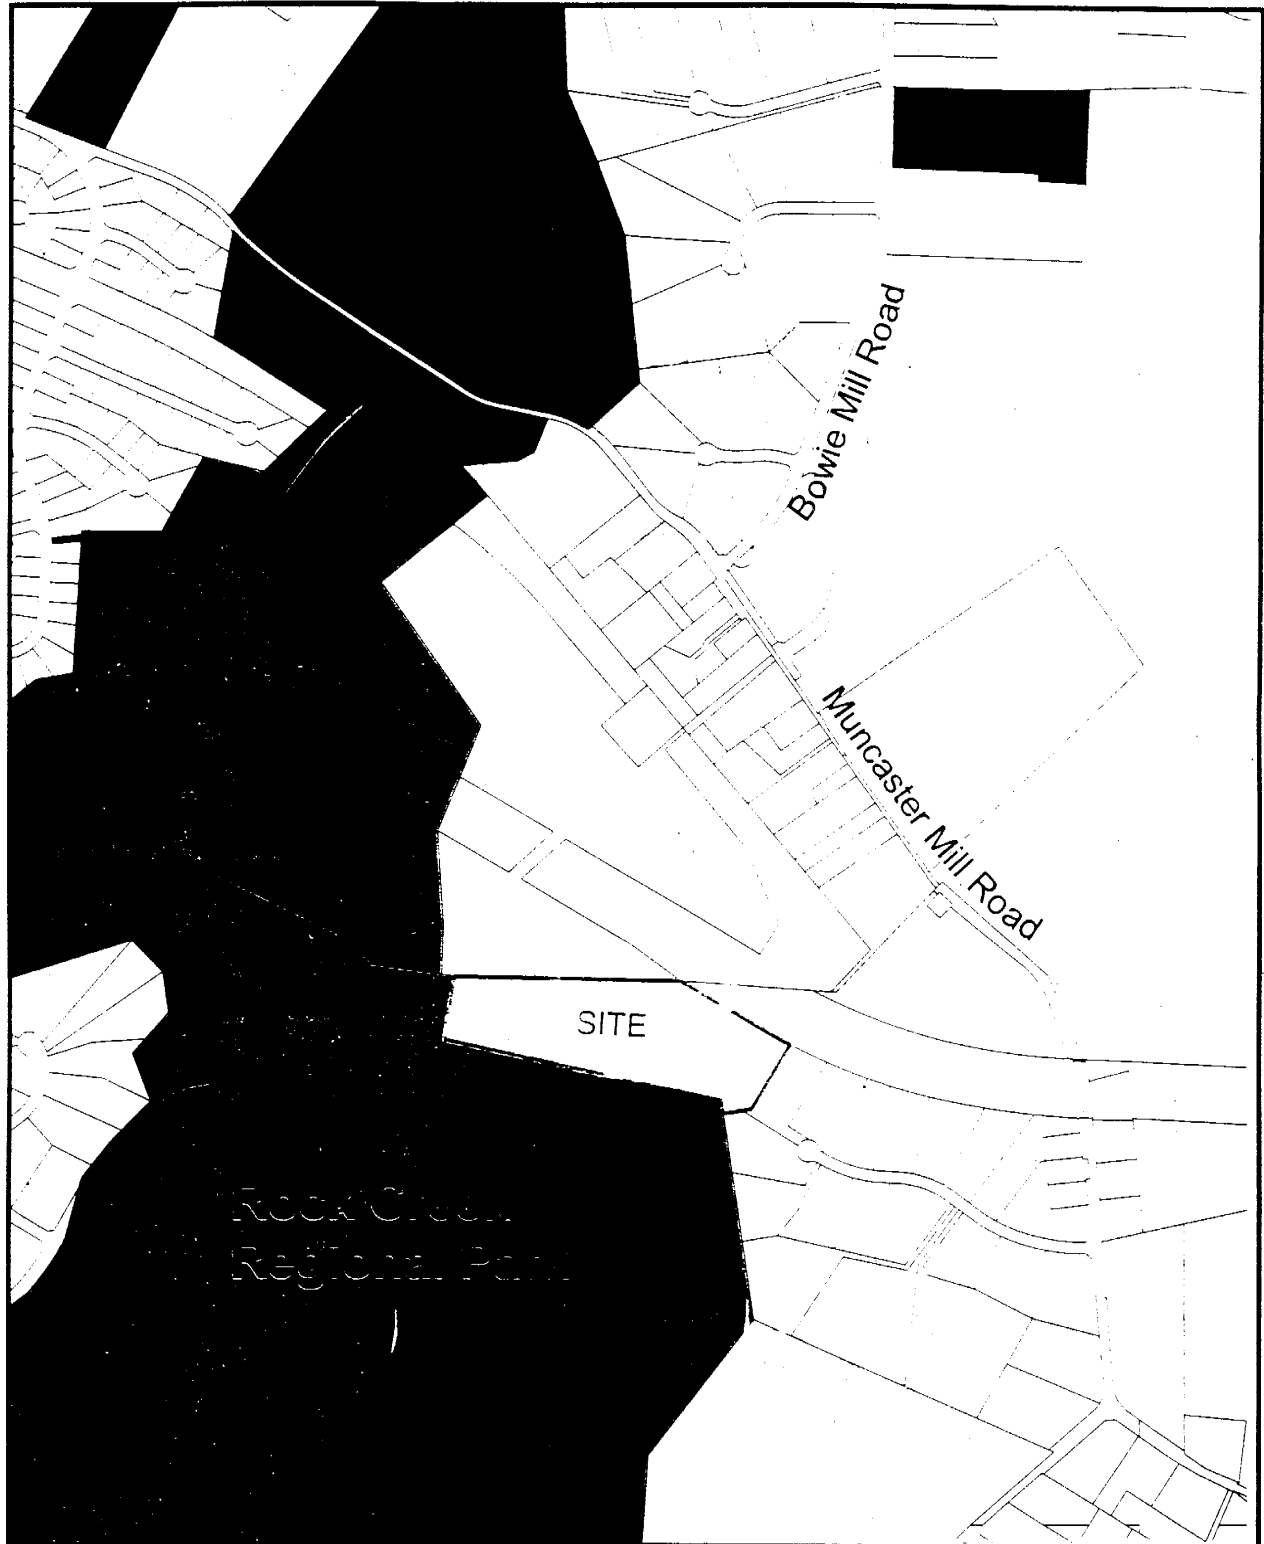 Bowie Mill Road
Muncaster Mill Road
SITE
Rock Creek
Regional Park